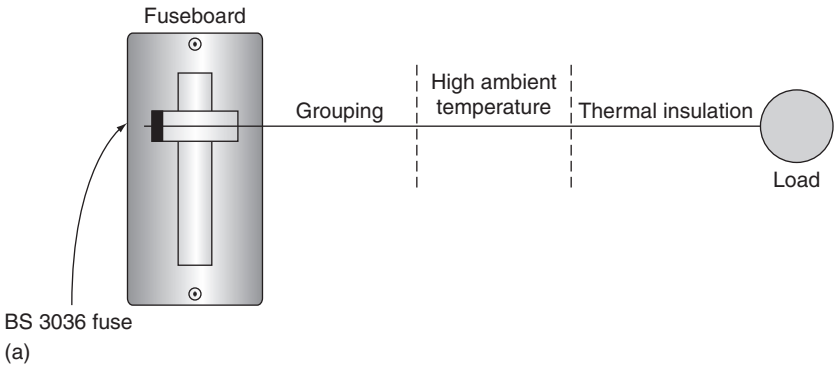 Fuseboard
Grouping
High ambient
temperature
Thermal insulation
Load
BS 3036 fuse
(a)